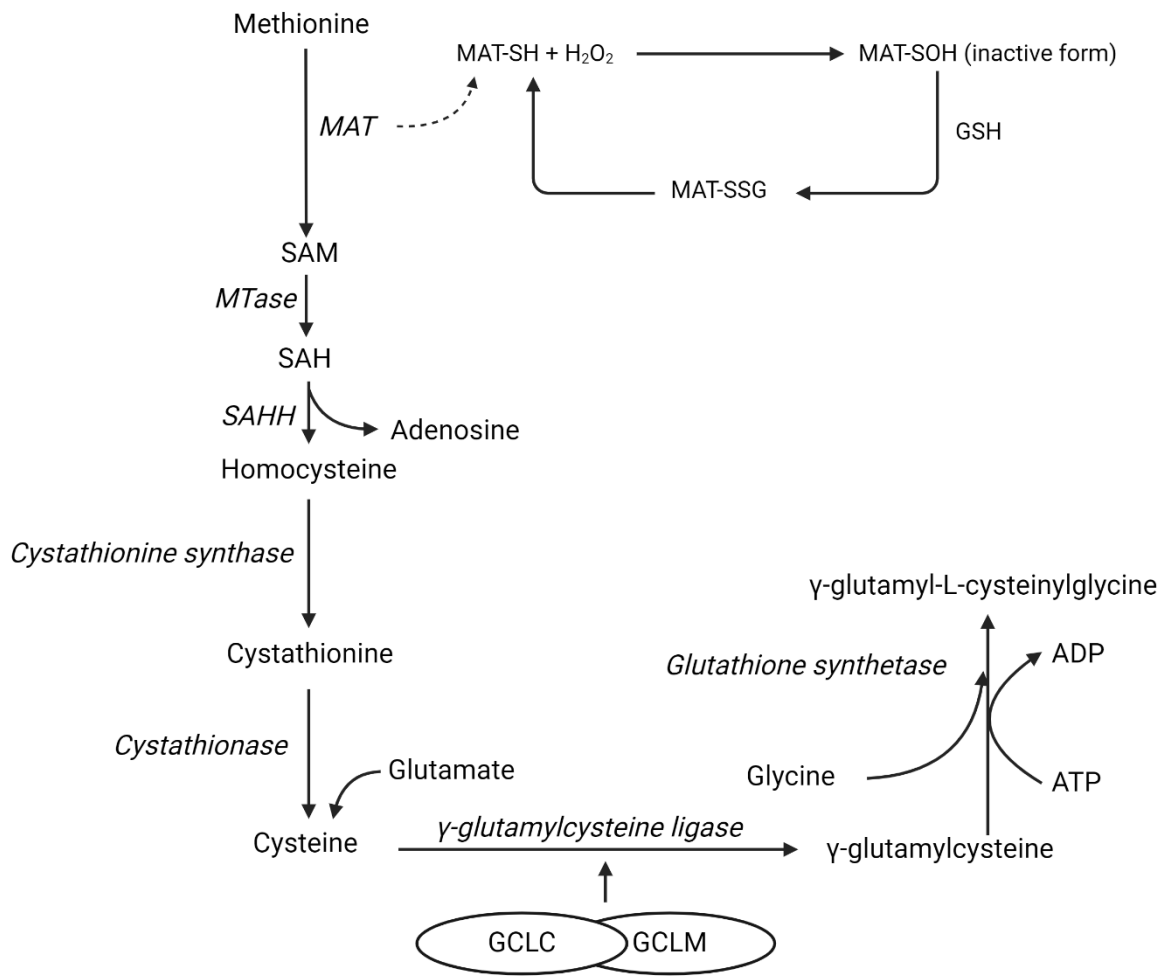 Methionine
MAT-SH + H₂O₂
MAT-SOH (inactive form)
MAT
GSH
MAT-SSG
SAM
MTase
SAH
SAHH
Adenosine
Homocysteine
Cystathionine synthase
γ-glutamyl-L-cysteinylglycine
Cystathionine
Glutathione synthetase
ADP
Cystathionase
Glutamate
Glycine
ATP
γ-glutamylcysteine ligase
Cysteine
γ-glutamylcysteine
GCLC
GCLM